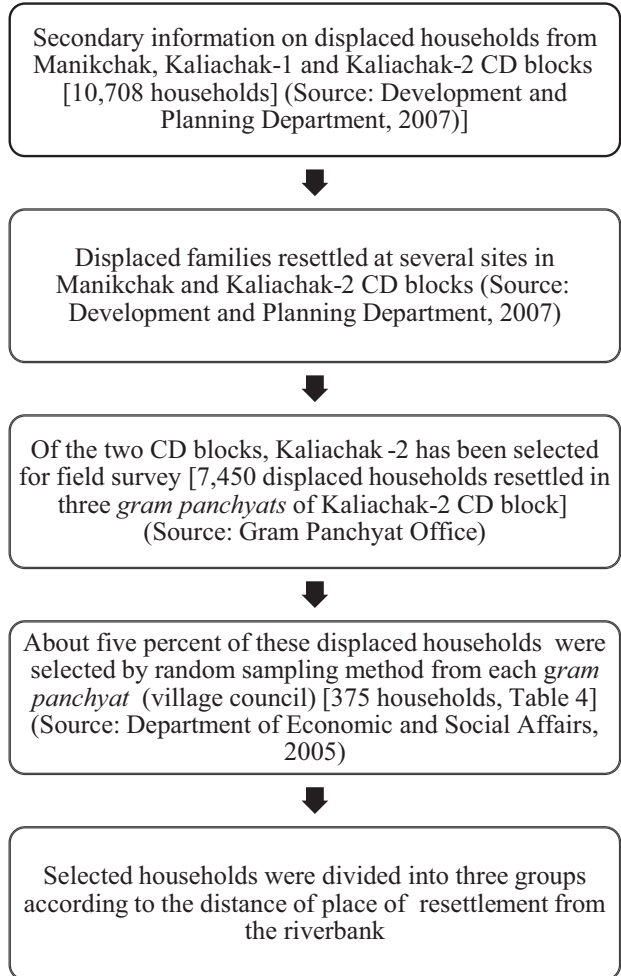 Secondary information on displaced households from
Manikchak, Kaliachak-1 and Kaliachak-2 CD blocks
[10,708 households] (Source: Development and
Planning Department, 2007)]
Displaced families resettled at several sites in
Manikchak and Kaliachak-2 CD blocks (Source:
Development and Planning Department, 2007)
Of the two CD blocks, Kaliachak -2 has been selected
for field survey [7,450 displaced households resettled in
three gram panchyats of Kaliachak-2 CD block]
(Source: Gram Panchyat Office)
About five percent of these displaced households were
selected by random sampling method from each gram
panchyat (village council) [375 households, Table 4]
(Source: Department of Economic and Social Affairs,
2005)
Selected households were divided into three groups
according to the distance of place of resettlement from
the riverbank